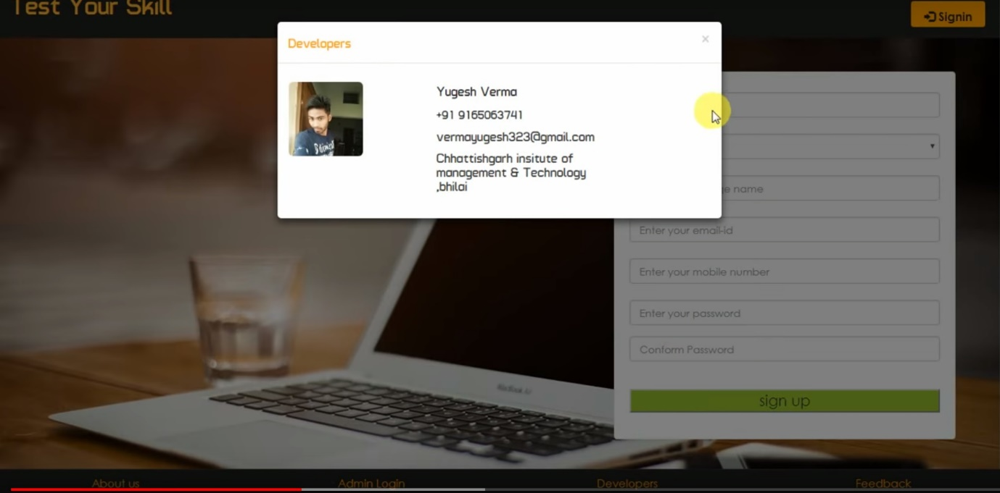 Test Your Skill
Signin
Developers
×
Yugesh Verma
+91 9165063741
vermayugesh323@gmail.com
Chhattishgarh insitute of
management & Technology
,bhilai
name
Enter your email-id
Enter your mobile number
Enter your password
Conform Password
sign up
About us
Admin Login
Developers
Feedback